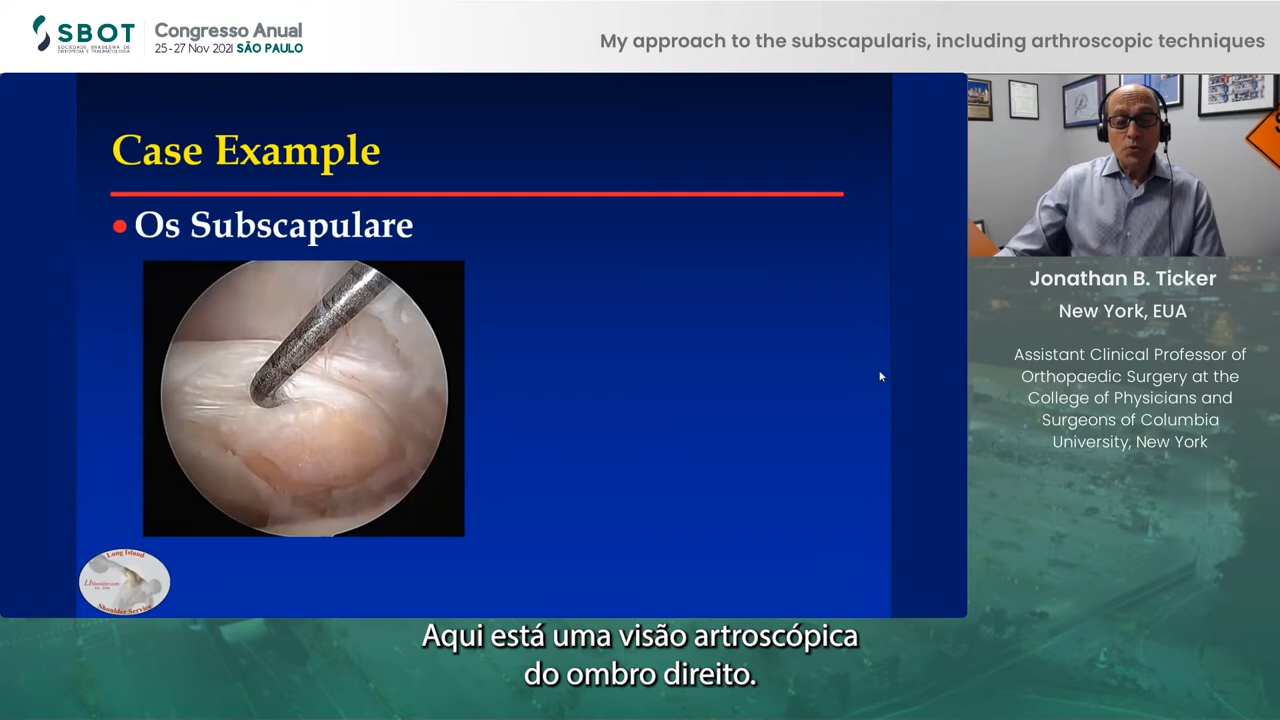 SBOT
SOCIEDADE BRASILEIRA DE
ORTOPEDIA E TRAUMATOLOGIA
Congresso Anual
25-27 Nov 2021 SÃO PAULO
My approach to the subscapularis, including arthroscopic techniques
Case Example
• Os Subscapulare
Long Island
LIShoulder.com
Shoulder Service
Jonathan B. Ticker
New York, EUA
Assistant Clinical Professor of
Orthopaedic Surgery at the
College of Physicians and
Surgeons of Columbia
University, New York
Aqui está uma visão artroscópica
do ombro direito.